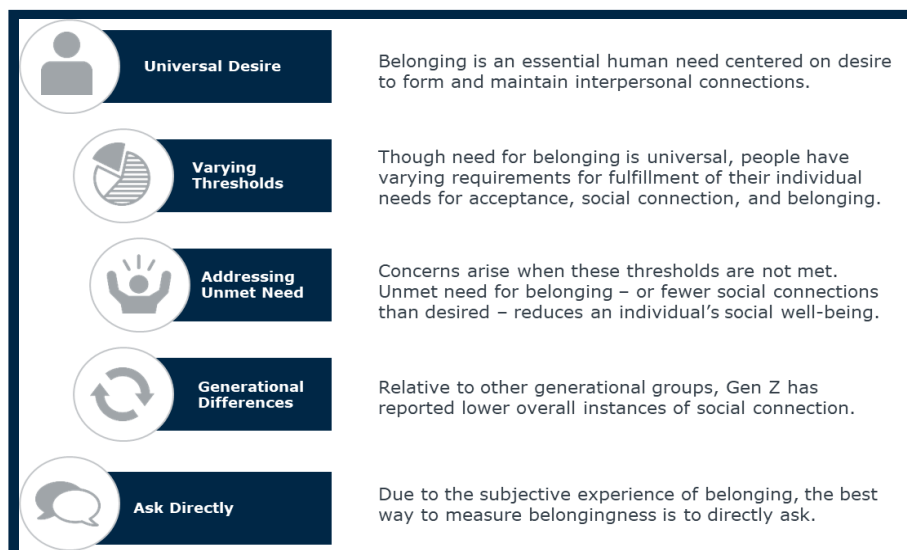 Universal Desire
Belonging is an essential human need centered on desire
to form and maintain interpersonal connections.
Varying
Thresholds
Though need for belonging is universal, people have
varying requirements for fulfillment of their individual
needs for acceptance, social connection, and belonging.
Addressing
Unmet Need
Concerns arise when these thresholds are not met.
Unmet need for belonging – or fewer social connections
than desired – reduces an individual's social well-being.
Generational
Differences
Relative to other generational groups, Gen Z has
reported lower overall instances of social connection.
Ask Directly
Due to the subjective experience of belonging, the best
way to measure belongingness is to directly ask.